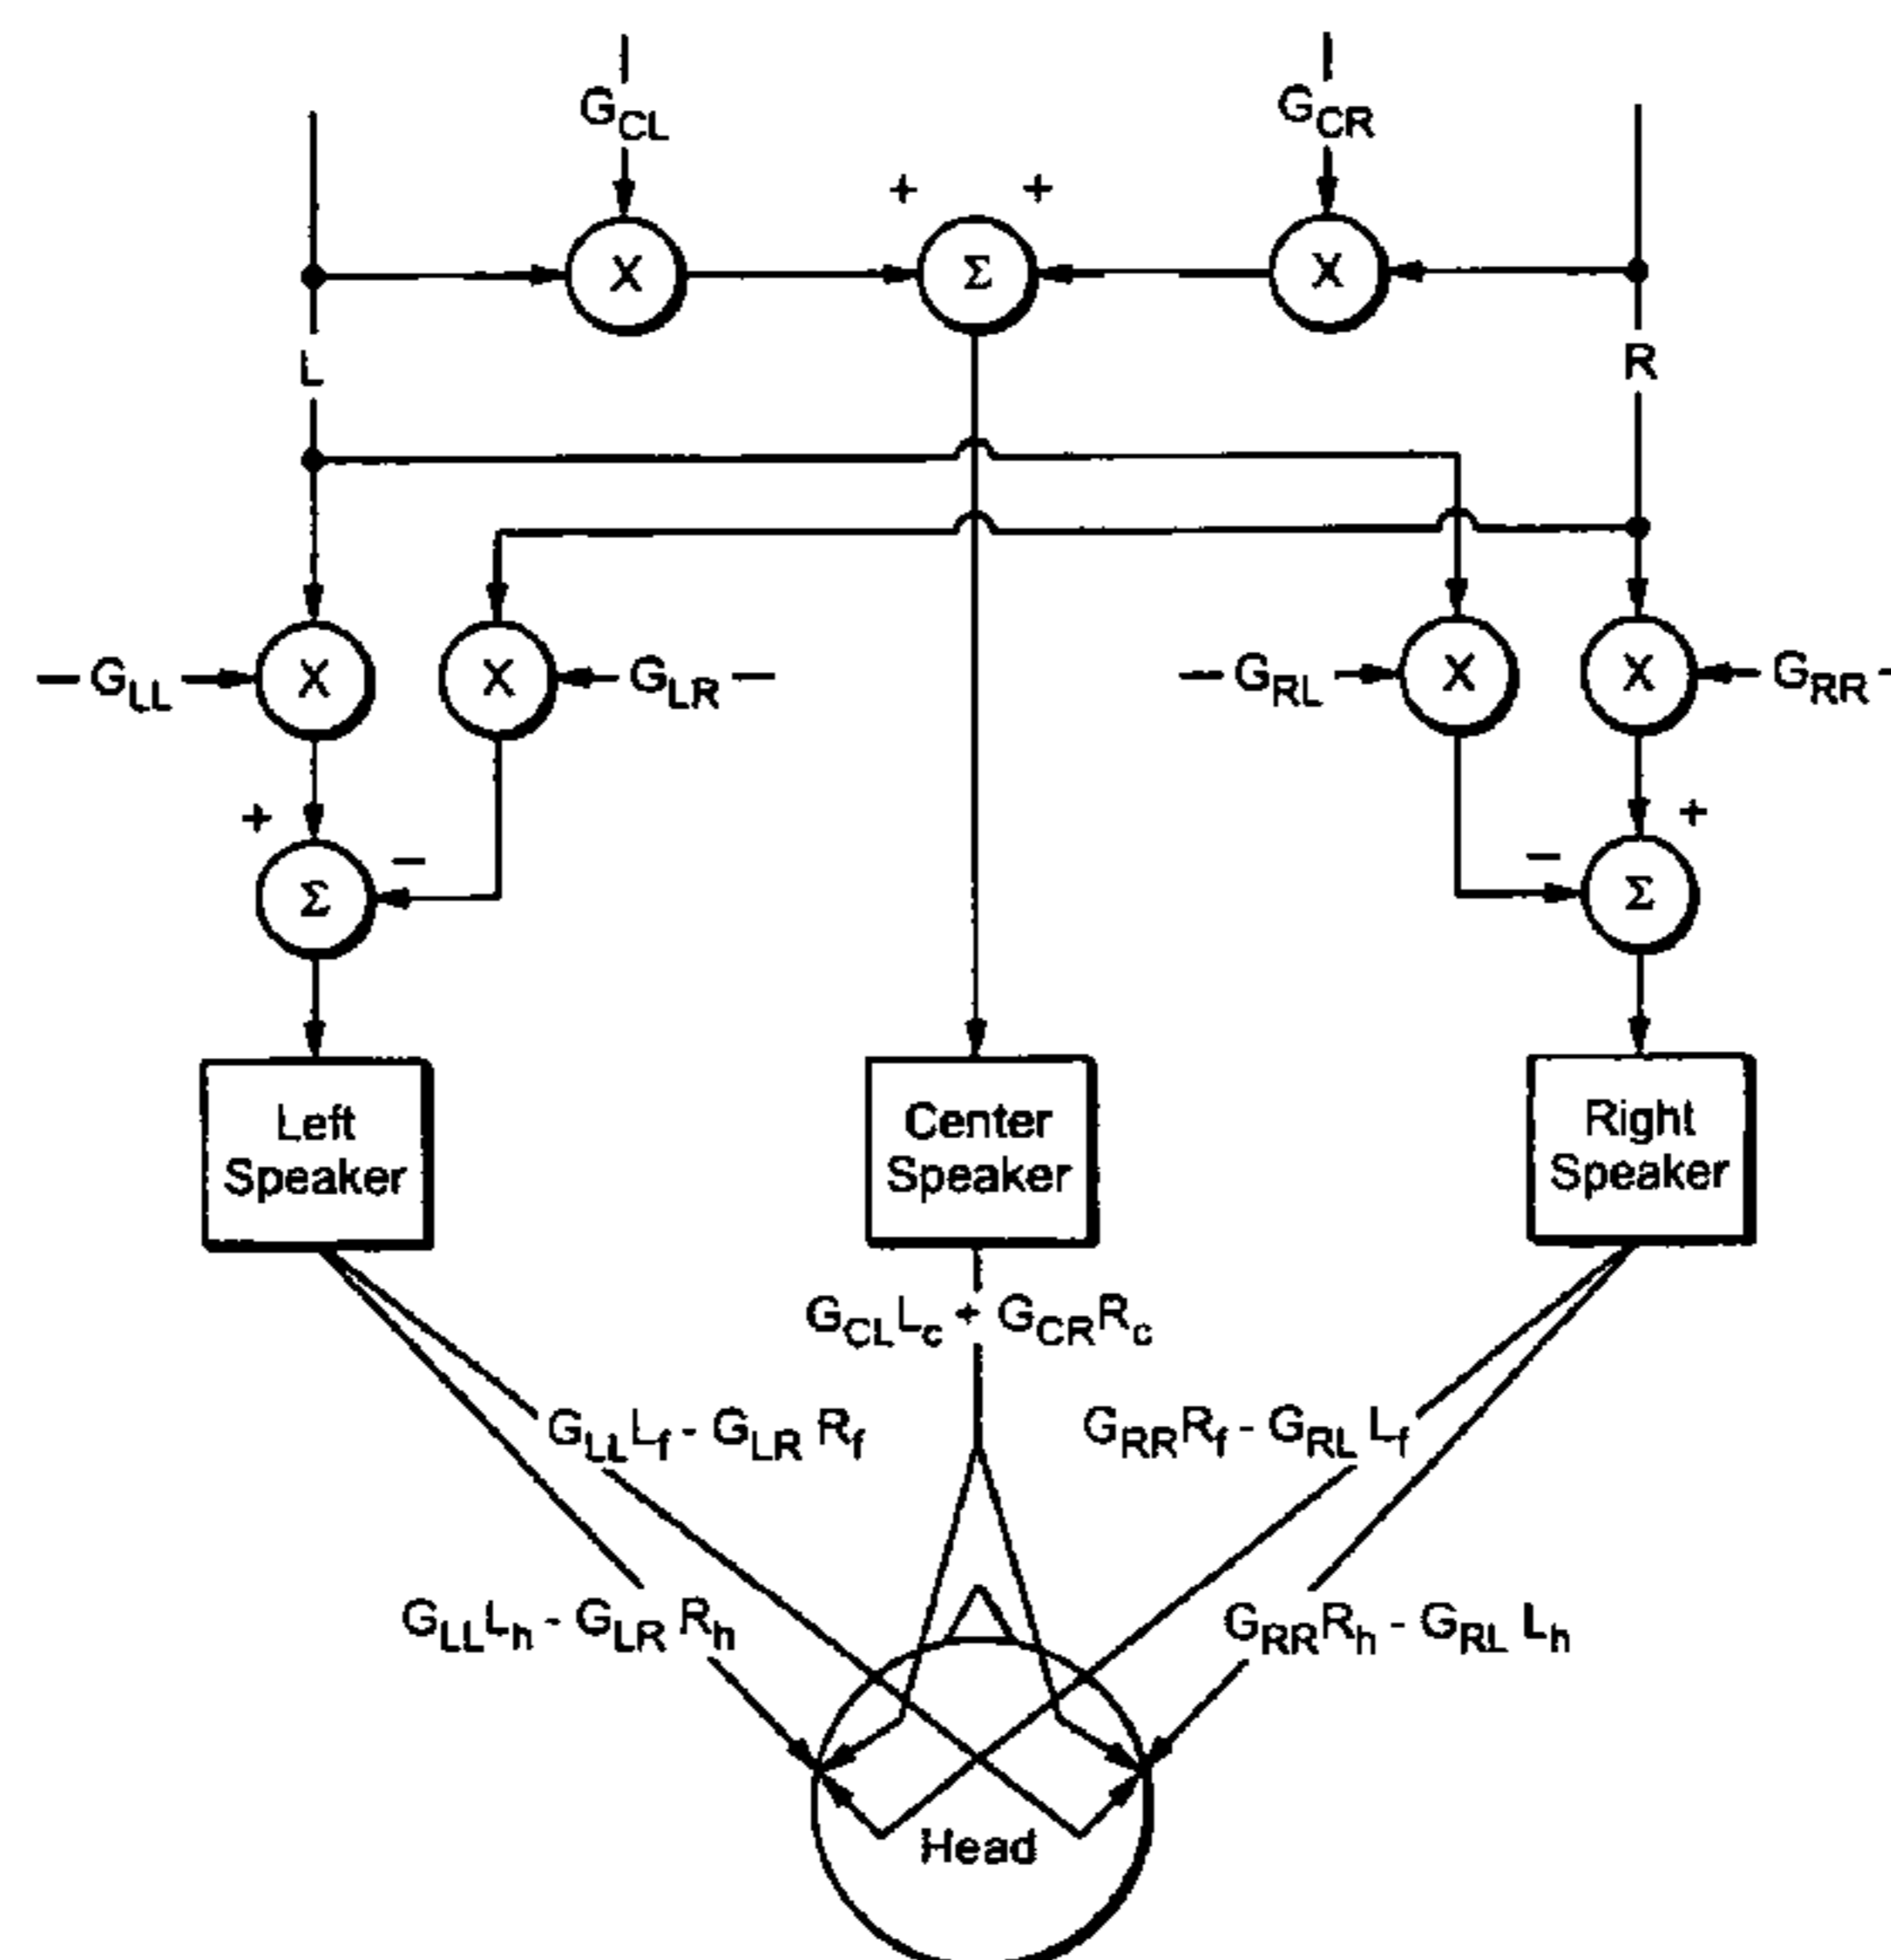 G_CL G_CR
+ +
X Σ X
L R
— G_LL X X G_LR — — G_RL X X G_RR -
+ +
− −
Σ Σ
Left
Speaker
Center
Speaker
Right
Speaker
G_CL L_c + G_CR R_c
G_LL L_f - G_LR R_f G_RR R_f - G_RL L_f
G_LL L_h - G_LR R_h G_RR R_h - G_RL L_h
Head